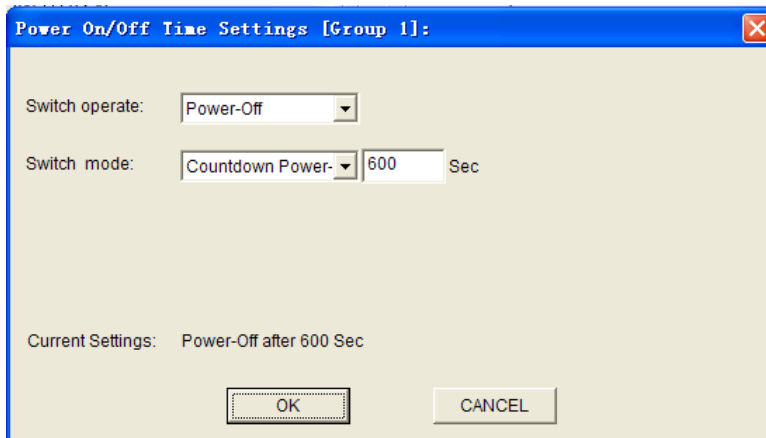 Power On/Off Time Settings [Group 1]:
Switch operate: Power-Off
Switch mode: Countdown Power- 600 Sec
Current Settings: Power-Off after 600 Sec
OK CANCEL